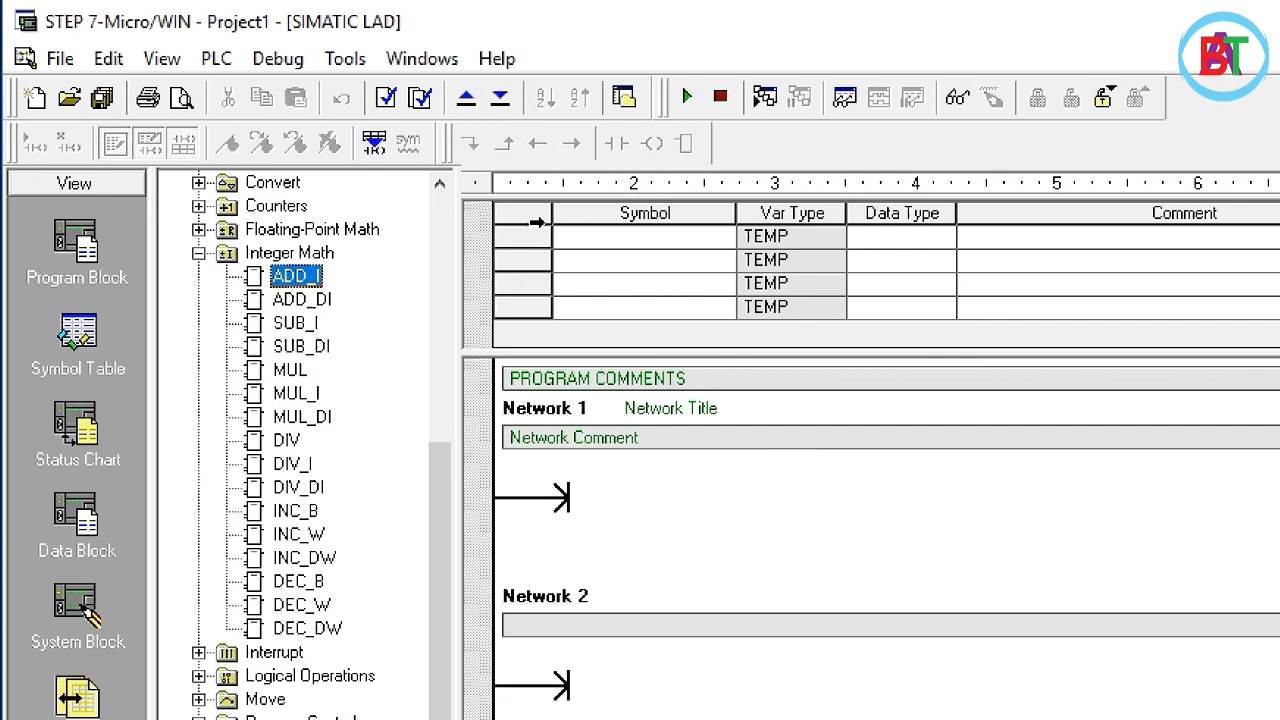 STEP 7-Micro/WIN - Project1 - [SIMATIC LAD]
BAT
File Edit View PLC Debug Tools Windows Help
sym
View
Program Block
Symbol Table
Status Chart
Data Block
System Block
Convert
Counters
Floating-Point Math
Integer Math
ADD_I
ADD_DI
SUB_I
SUB_DI
MUL
MUL_I
MUL_DI
DIV
DIV_I
DIV_DI
INC_B
INC_W
INC_DW
DEC_B
DEC_W
DEC_DW
Interrupt
Logical Operations
Move
2 3 4 5 6
Symbol Var Type Data Type Comment
TEMP
TEMP
TEMP
TEMP
PROGRAM COMMENTS
Network 1 Network Title
Network Comment
Network 2